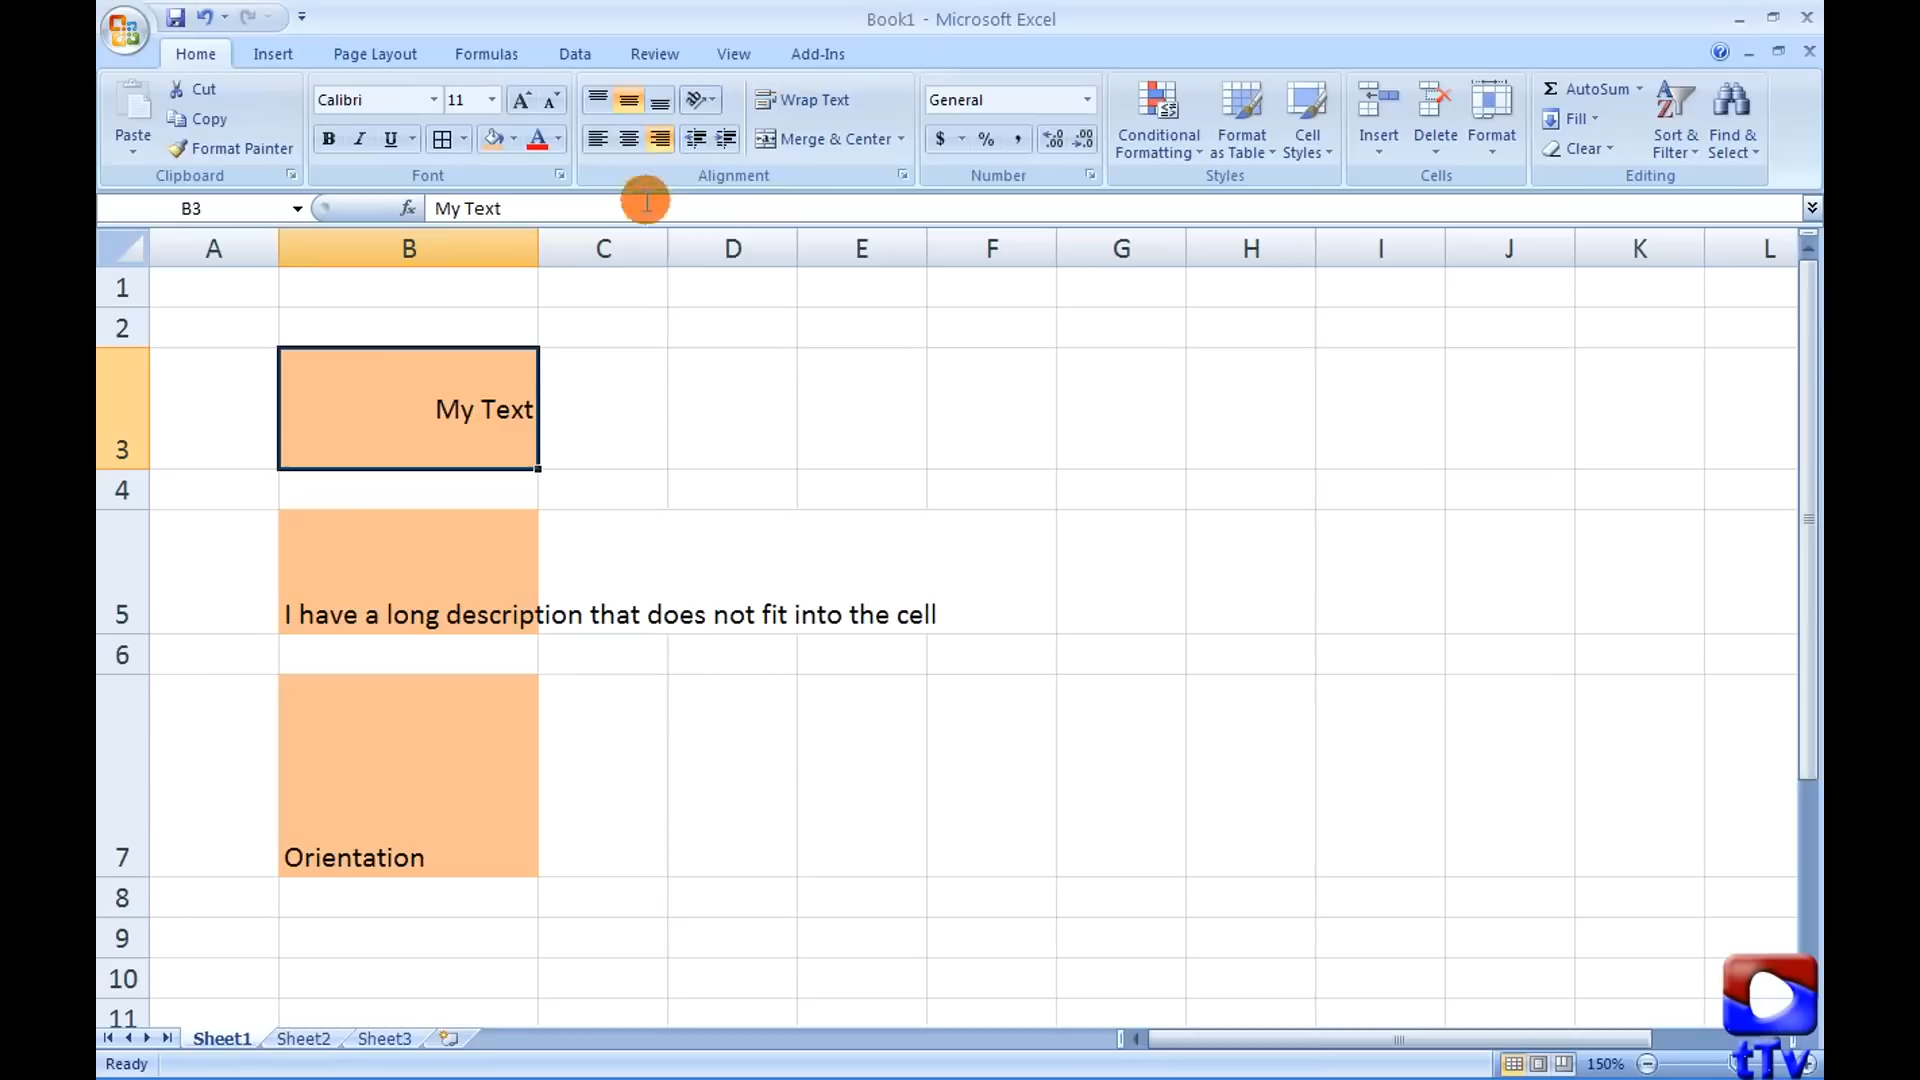 Book1 - Microsoft Excel
Home Insert Page Layout Formulas Data Review View Add-Ins
Paste
Cut
Copy
Format Painter
Clipboard
Calibri 11
B I U
Font
Wrap Text
Merge & Center
Alignment
General
$ % ,
Number
Conditional Formatting
Format as Table
Cell Styles
Styles
Insert
Delete
Format
Cells
Σ AutoSum
Fill
Clear
Sort & Filter
Find & Select
Editing
B3 fx My Text
A B C D E F G H I J K L
1
2
3 My Text
4
5 I have a long description that does not fit into the cell
6
7 Orientation
8
9
10
11
Sheet1 Sheet2 Sheet3
Ready 150%
tTv